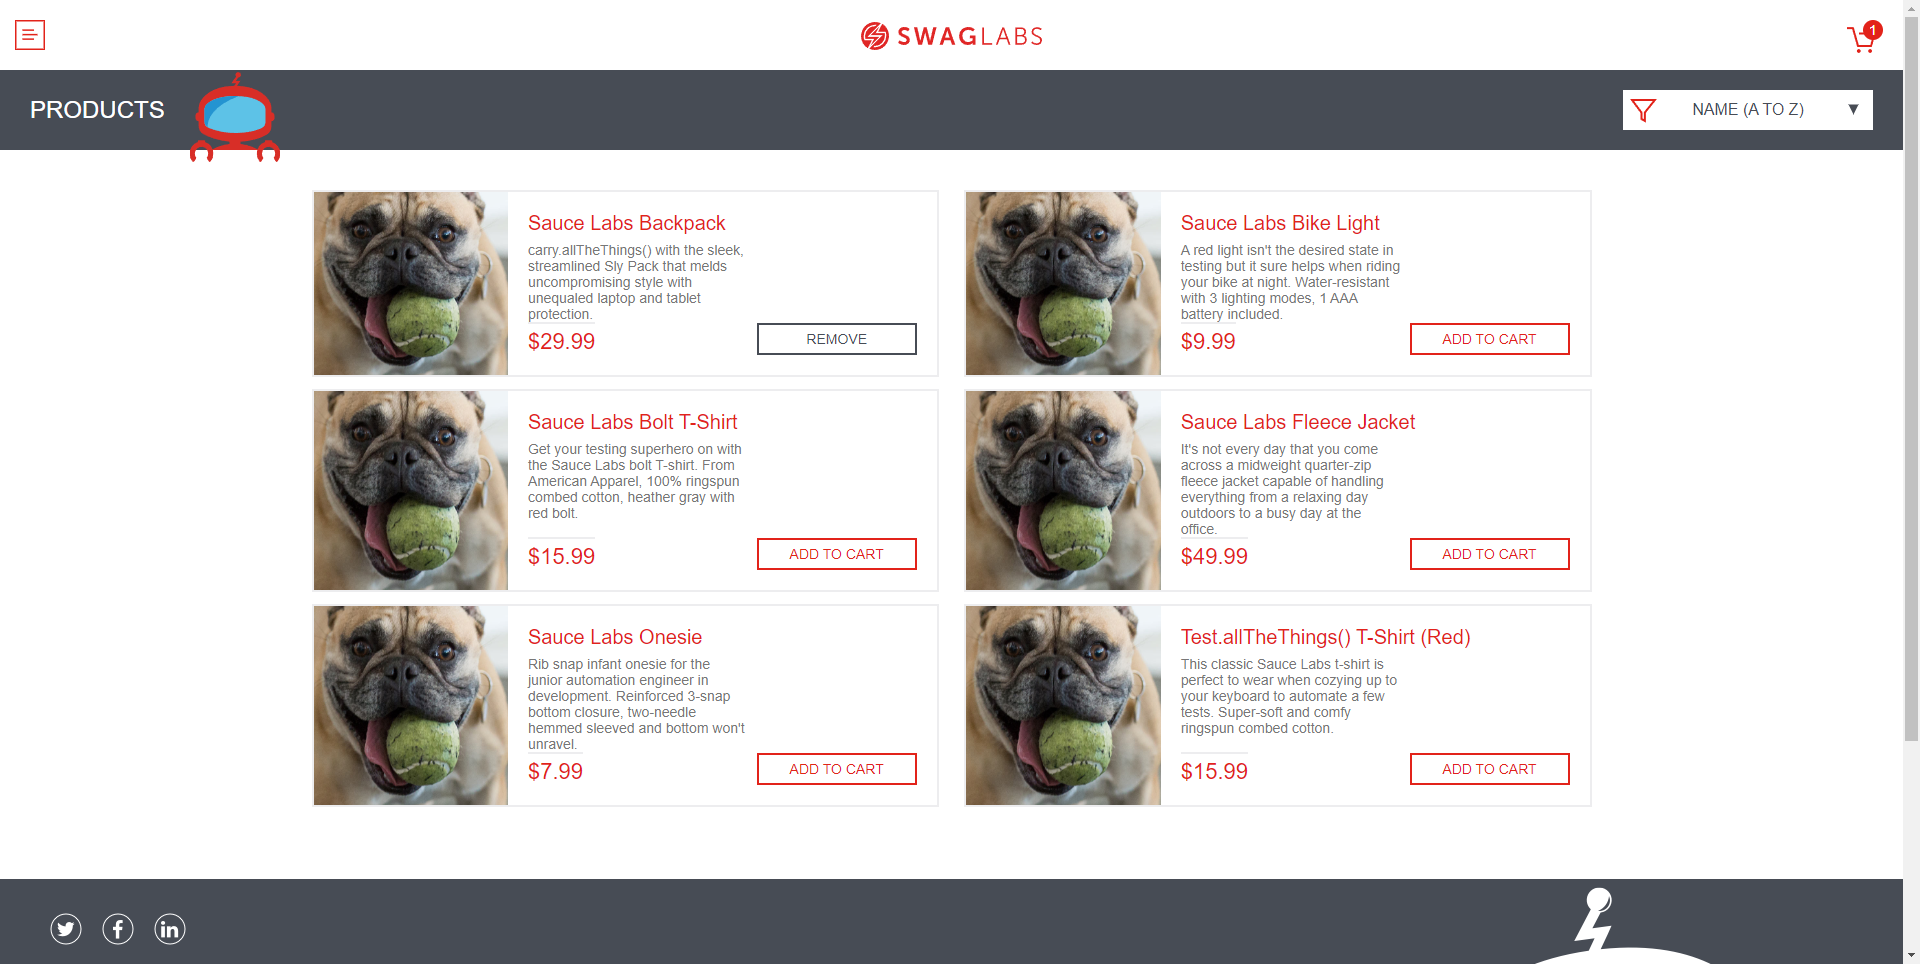 SWAGLABS
1
PRODUCTS
NAME (A TO Z)
Sauce Labs Backpack
carry.allTheThings() with the sleek,
streamlined Sly Pack that melds
uncompromising style with
unequaled laptop and tablet
protection.
$29.99
REMOVE
Sauce Labs Bike Light
A red light isn't the desired state in
testing but it sure helps when riding
your bike at night. Water-resistant
with 3 lighting modes, 1 AAA
battery included.
$9.99
ADD TO CART
Sauce Labs Bolt T-Shirt
Get your testing superhero on with
the Sauce Labs bolt T-shirt. From
American Apparel, 100% ringspun
combed cotton, heather gray with
red bolt.
$15.99
ADD TO CART
Sauce Labs Fleece Jacket
It's not every day that you come
across a midweight quarter-zip
fleece jacket capable of handling
everything from a relaxing day
outdoors to a busy day at the
office.
$49.99
ADD TO CART
Sauce Labs Onesie
Rib snap infant onesie for the
junior automation engineer in
development. Reinforced 3-snap
bottom closure, two-needle
hemmed sleeved and bottom won't
unravel.
$7.99
ADD TO CART
Test.allTheThings() T-Shirt (Red)
This classic Sauce Labs t-shirt is
perfect to wear when cozying up to
your keyboard to automate a few
tests. Super-soft and comfy
ringspun combed cotton.
$15.99
ADD TO CART